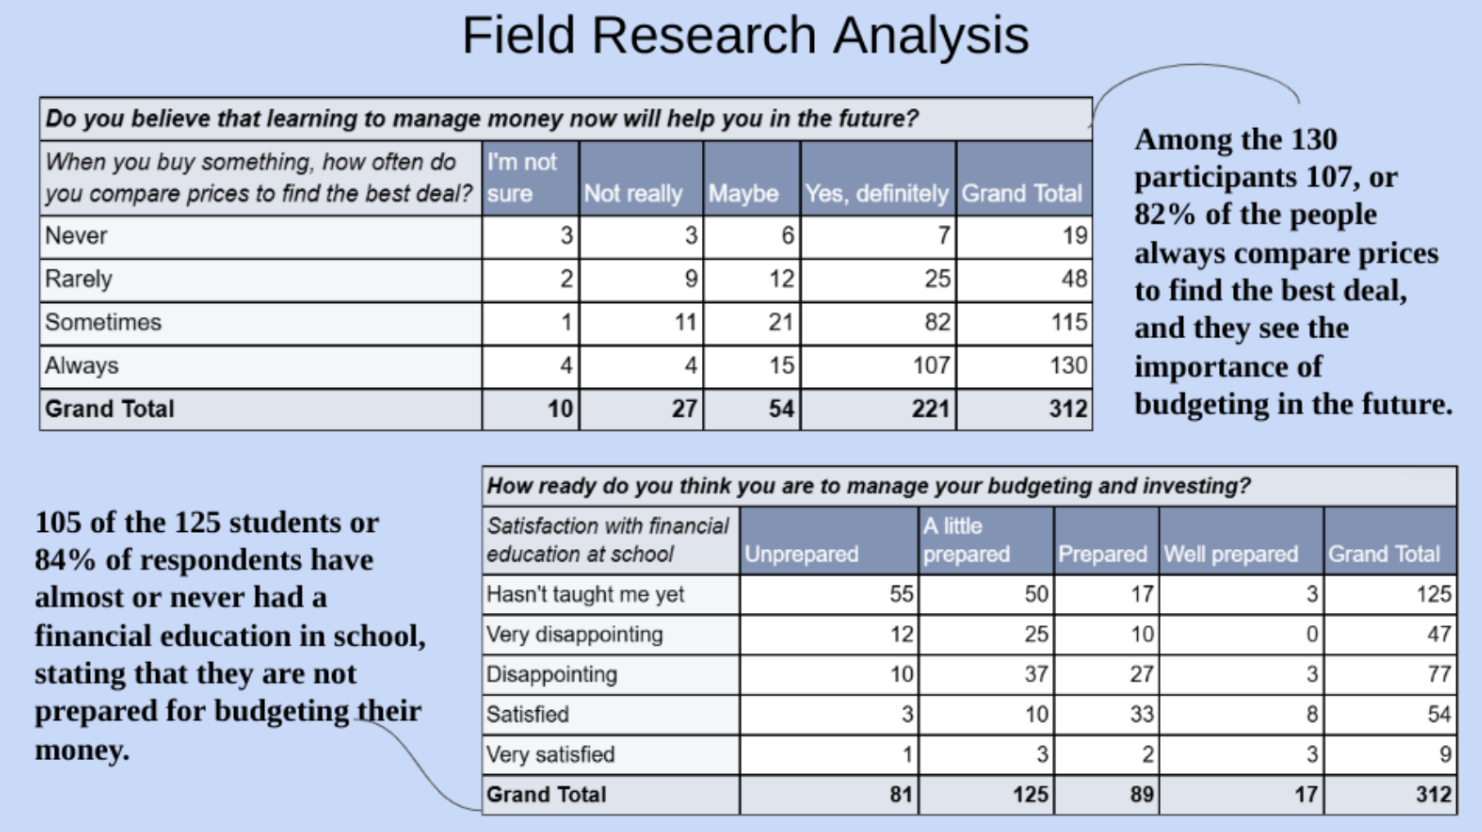 Field Research Analysis
Do you believe that learning to manage money now will help you in the future?
When you buy something, how often do
you compare prices to find the best deal?
I'm not
sure
Not really
Maybe
Yes, definitely
Grand Total
Never 3 3 6 7 19
Rarely 2 9 12 25 48
Sometimes 1 11 21 82 115
Always 4 4 15 107 130
Grand Total 10 27 54 221 312
Among the 130
participants 107, or
82% of the people
always compare prices
to find the best deal,
and they see the
importance of
budgeting in the future.
105 of the 125 students or
84% of respondents have
almost or never had a
financial education in school,
stating that they are not
prepared for budgeting their
money.
How ready do you think you are to manage your budgeting and investing?
Satisfaction with financial
education at school
Unprepared
A little
prepared
Prepared
Well prepared
Grand Total
Hasn't taught me yet 55 50 17 3 125
Very disappointing 12 25 10 0 47
Disappointing 10 37 27 3 77
Satisfied 3 10 33 8 54
Very satisfied 1 3 2 3 9
Grand Total 81 125 89 17 312